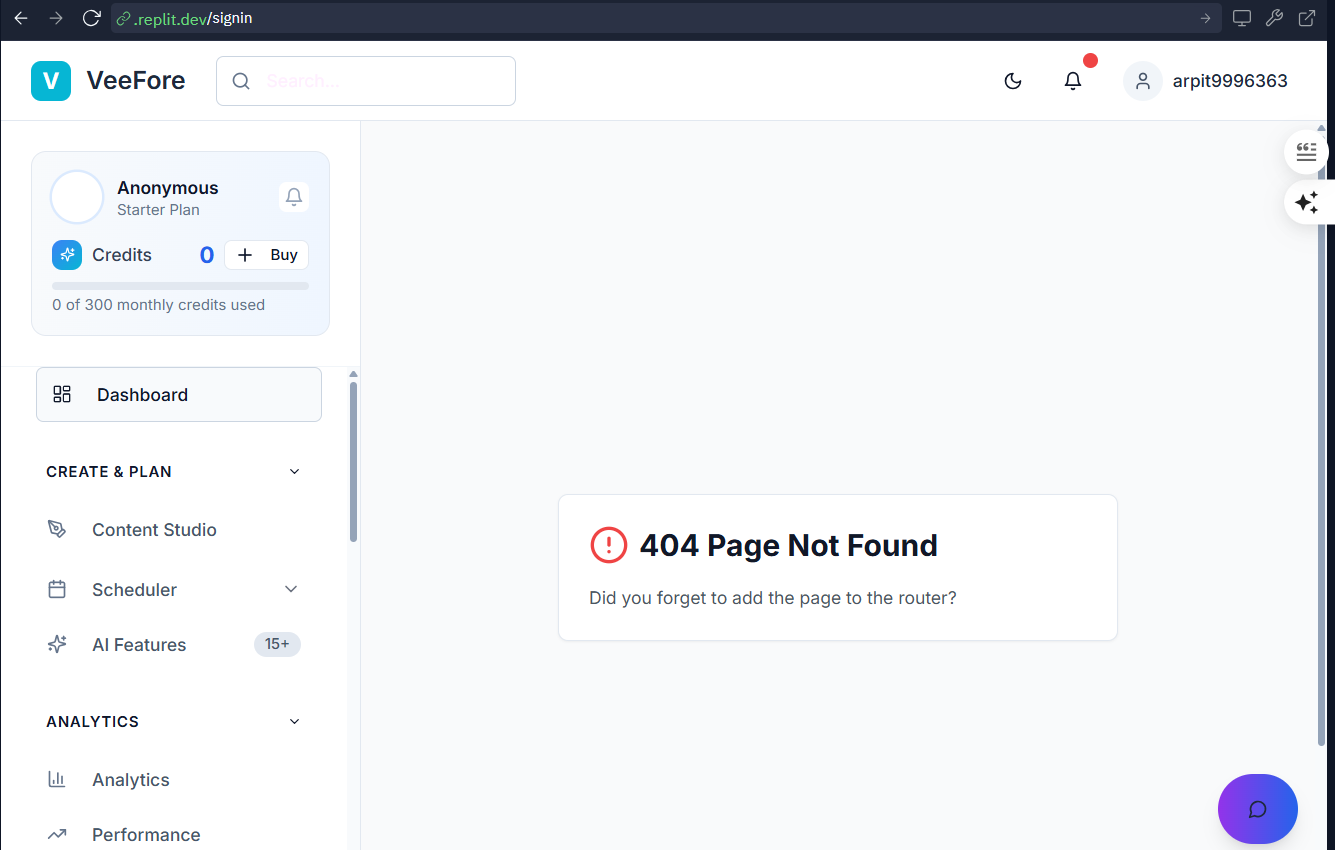 .replit.dev/signin
V VeeFore
Search...
arpit9996363
Anonymous
Starter Plan
Credits 0 + Buy
0 of 300 monthly credits used
Dashboard
CREATE & PLAN
Content Studio
Scheduler
AI Features 15+
ANALYTICS
Analytics
Performance
404 Page Not Found
Did you forget to add the page to the router?